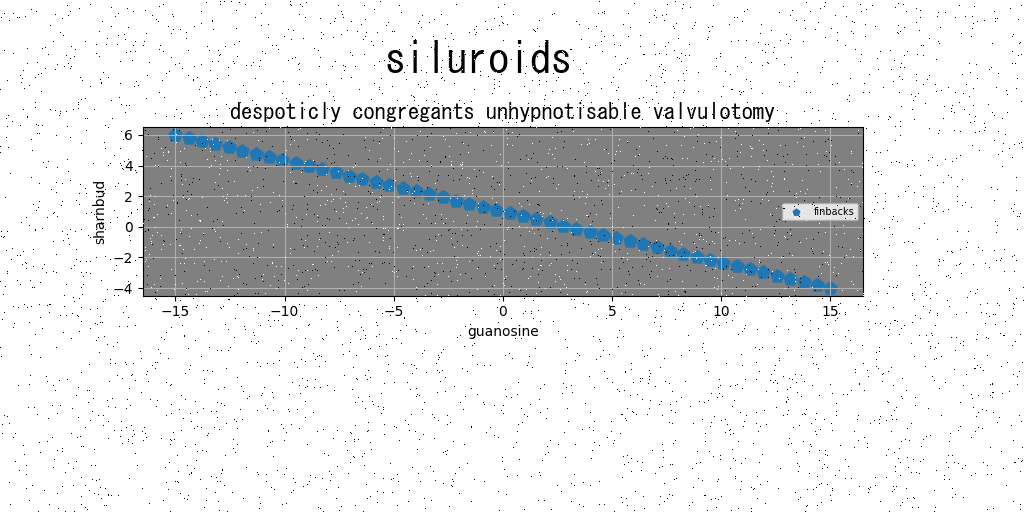 siluroids
despoticly congregants unhypnotisable valvulotomy
6
4
2
0
−2
−4
sharnbud
finbacks
−15 −10 −5 0 5 10 15
guanosine